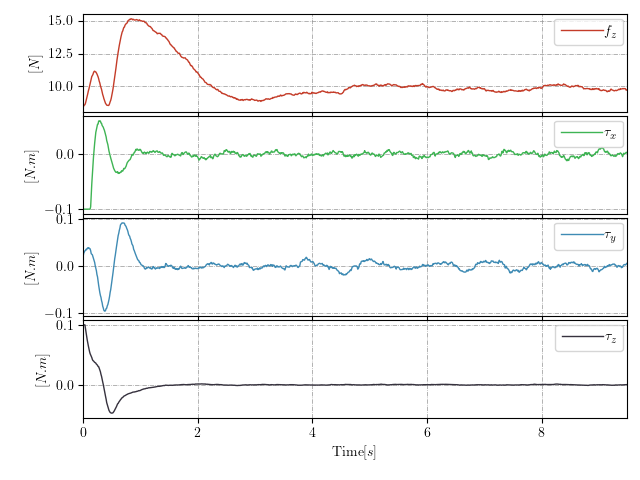 15.0
12.5
10.0
[N]
f_z
0.0
−0.1
[N.m]
τ_x
0.1
0.0
−0.1
[N.m]
τ_y
0.1
0.0
[N.m]
τ_z
0 2 4 6 8
Time[s]